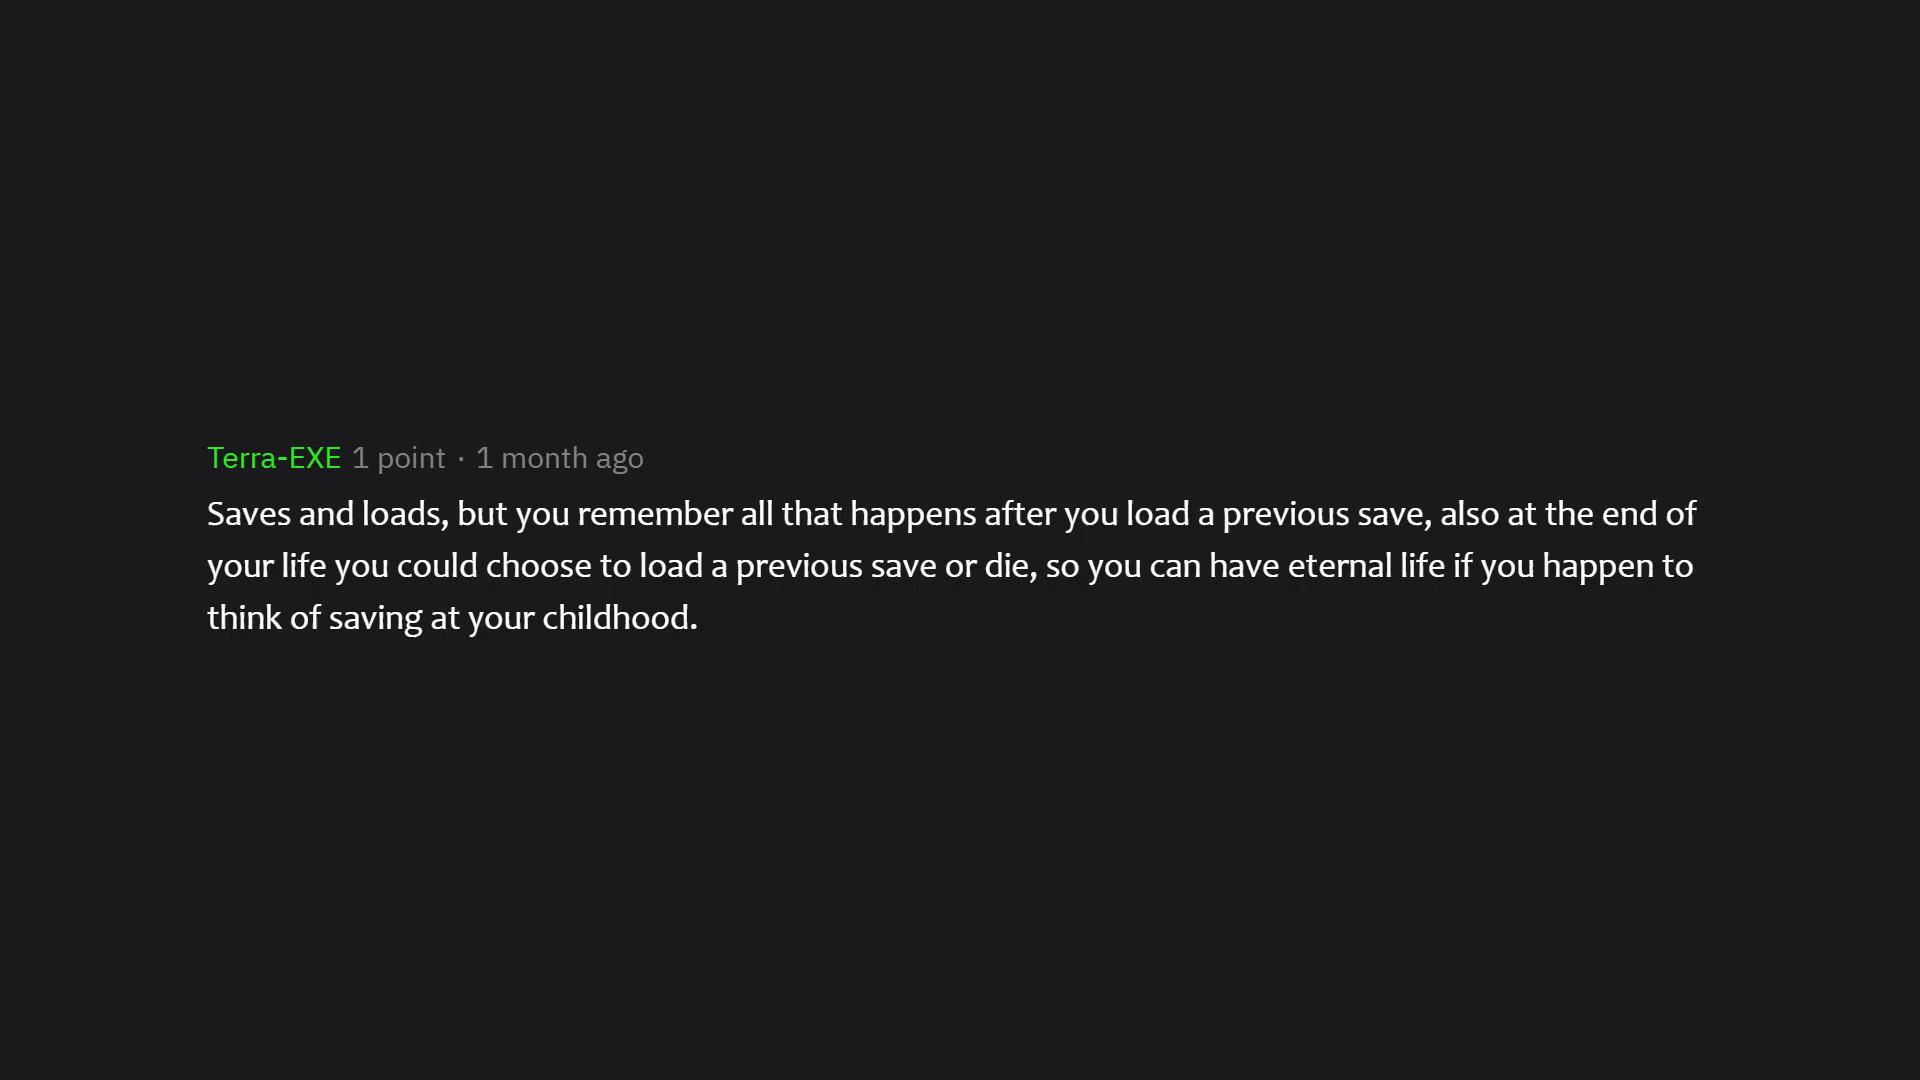 Terra-EXE 1 point · 1 month ago
Saves and loads, but you remember all that happens after you load a previous save, also at the end of
your life you could choose to load a previous save or die, so you can have eternal life if you happen to
think of saving at your childhood.